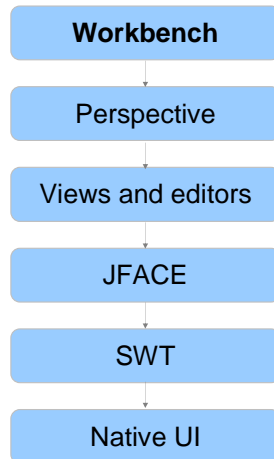 Workbench
Perspective
Views and editors
JFACE
SWT
Native UI